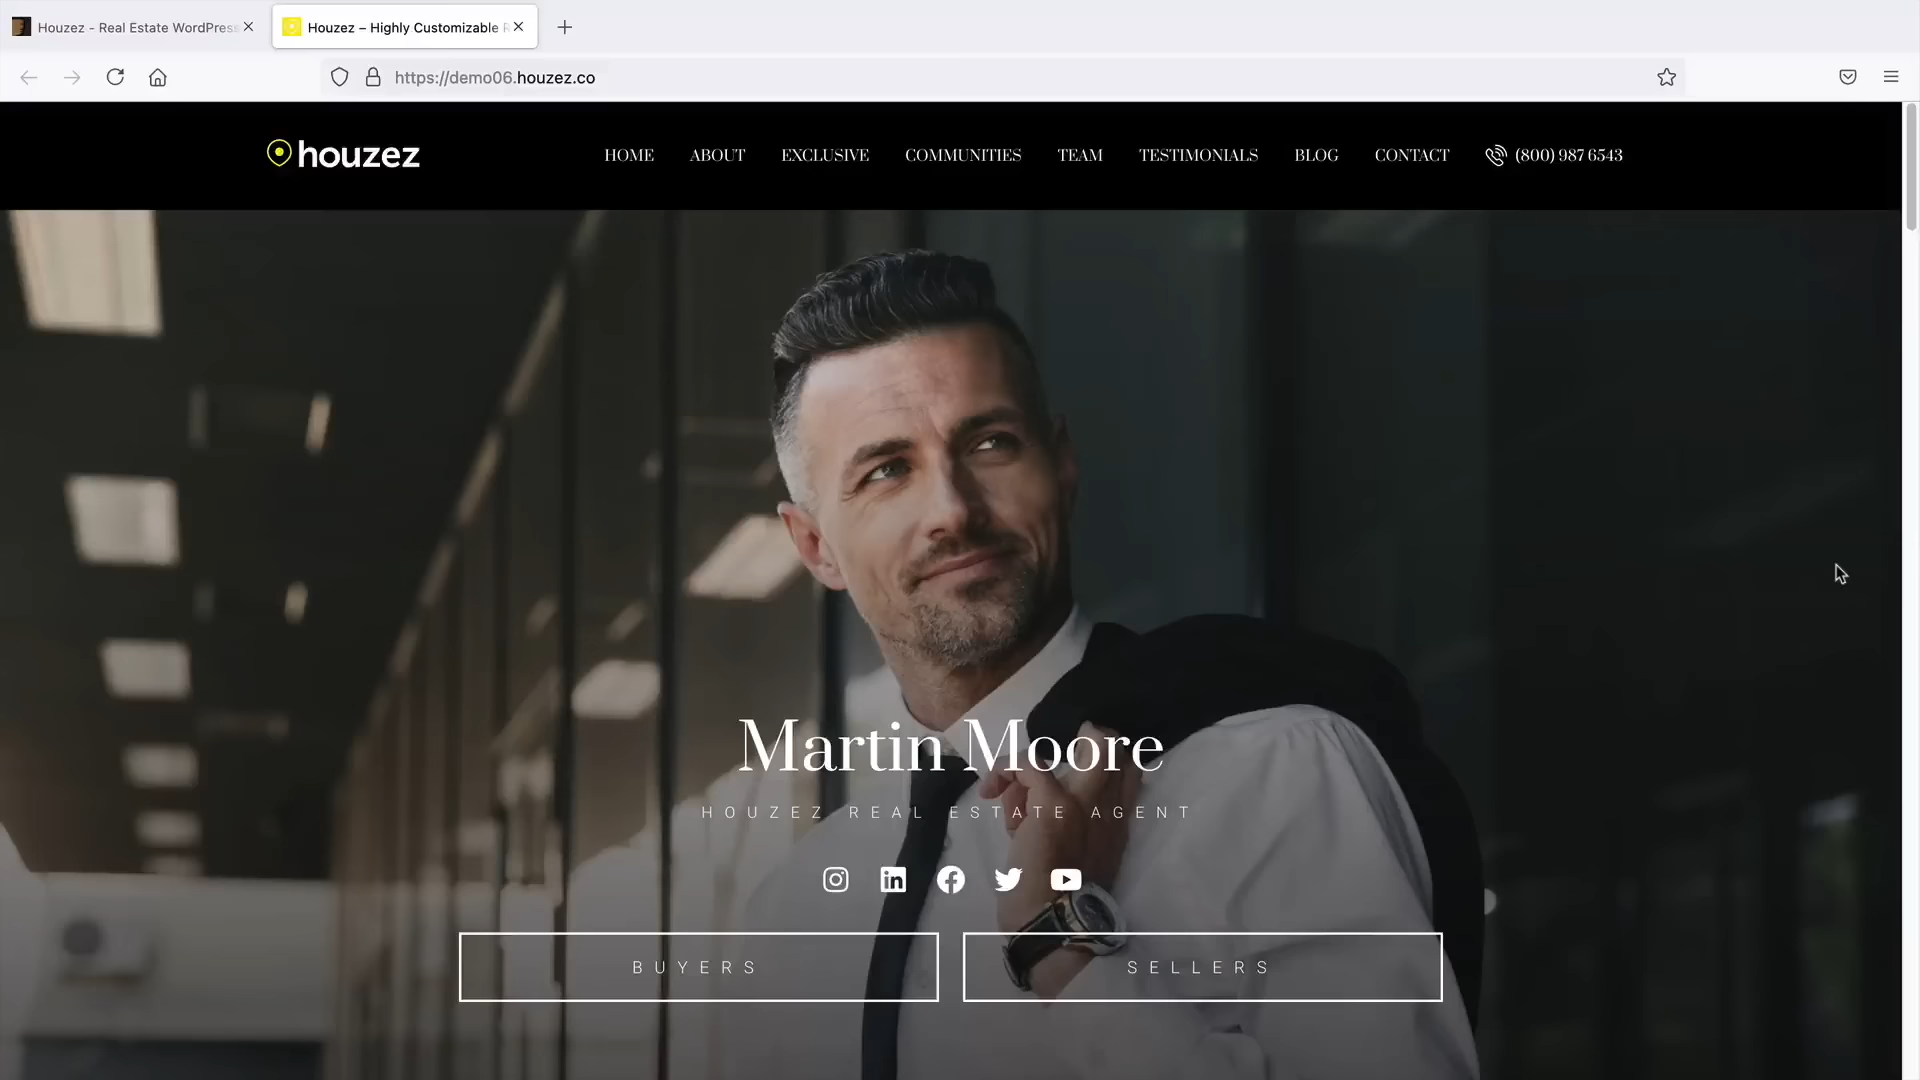 Houzez - Real Estate WordPress
Houzez – Highly Customizable R
https://demo06.houzez.co
houzez
HOME
ABOUT
EXCLUSIVE
COMMUNITIES
TEAM
TESTIMONIALS
BLOG
CONTACT
(800) 987 6543
Martin Moore
HOUZEZ REAL ESTATE AGENT
BUYERS
SELLERS